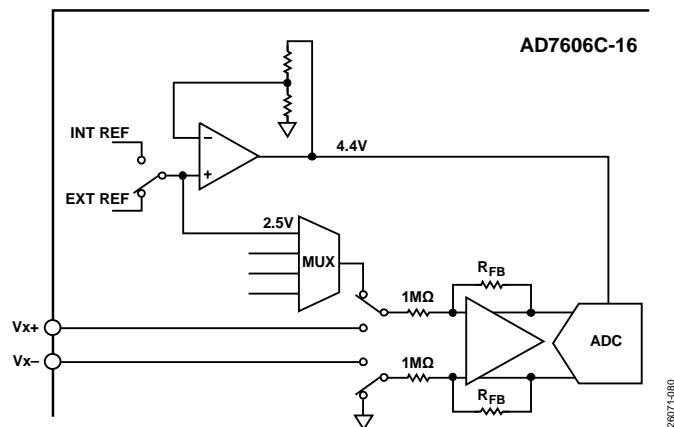 AD7606C-16
INT REF
EXT REF
−
+
4.4V
2.5V
MUX
1MΩ
RFB
Vx+
Vx−
ADC
1MΩ
RFB
26071-080